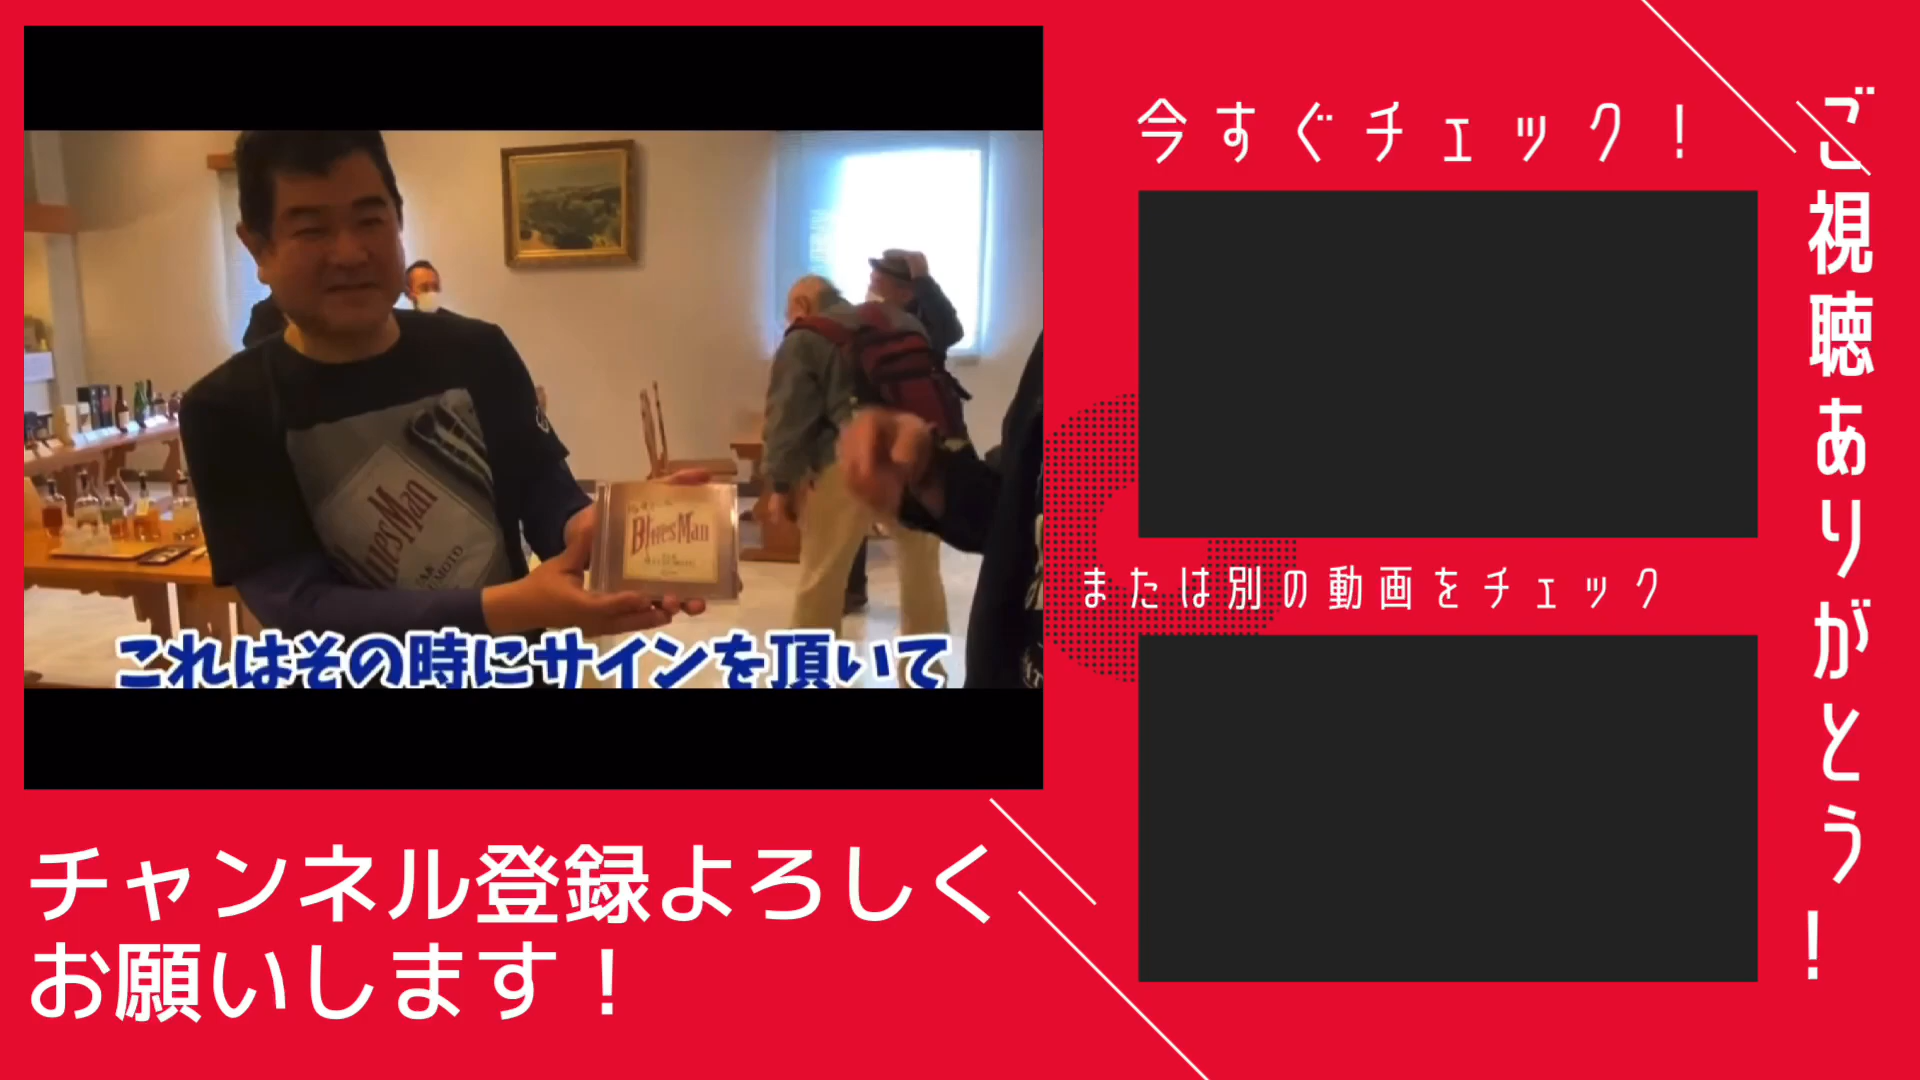 これはその時にサインを頂いて
BluesMan
BluesMan
チャンネル登録よろしく
お願いします！
今すぐチェック！
または別の動画をチェック
ご視聴ありがとう！